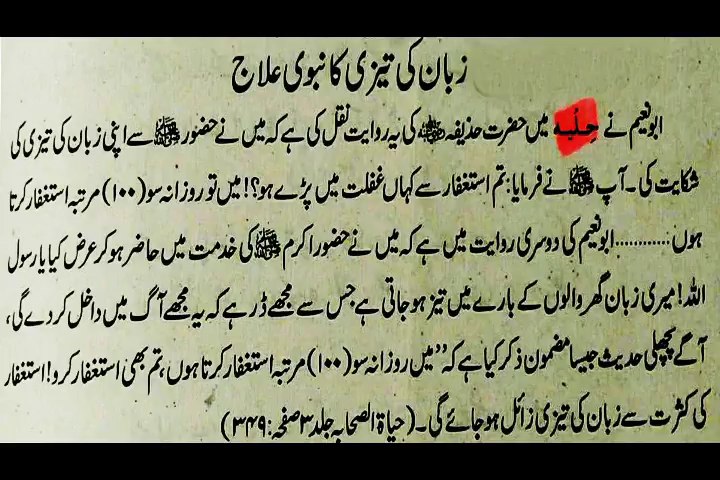 زبان کی تیزی کا نبوی علاج
ابو نعیم نے حِلْیہ میں حضرت حذیفہ ؓ کی یہ روایت نقل کی ہے کہ میں نے حضور ﷺ سے اپنی زبان کی تیزی کی
شکایت کی۔ آپ ﷺ نے فرمایا: تم استغفار سے کہاں غفلت میں پڑے ہو؟! میں تو روزانہ سو (۱۰۰) مرتبہ استغفار کرتا
ہوں............ابو نعیم کی دوسری روایت میں ہے کہ میں نے حضور اکرم ﷺ کی خدمت میں حاضر ہو کر عرض کیا یا رسول
اللہ! میری زبان گھر والوں کے بارے میں تیز ہو جاتی ہے جس سے مجھے ڈر ہے کہ یہ مجھے آگ میں داخل کر دے گی،
آگے پچھلی حدیث جیسا مضمون ذکر کیا ہے کہ ”میں روزانہ سو (۱۰۰) مرتبہ استغفار کرتا ہوں، تم بھی استغفار کرو! استغفار
کی کثرت سے زبان کی تیزی زائل ہو جائے گی۔ (حیاۃ الصحابہ جلد ۳ صفحہ: ۳۴۹)